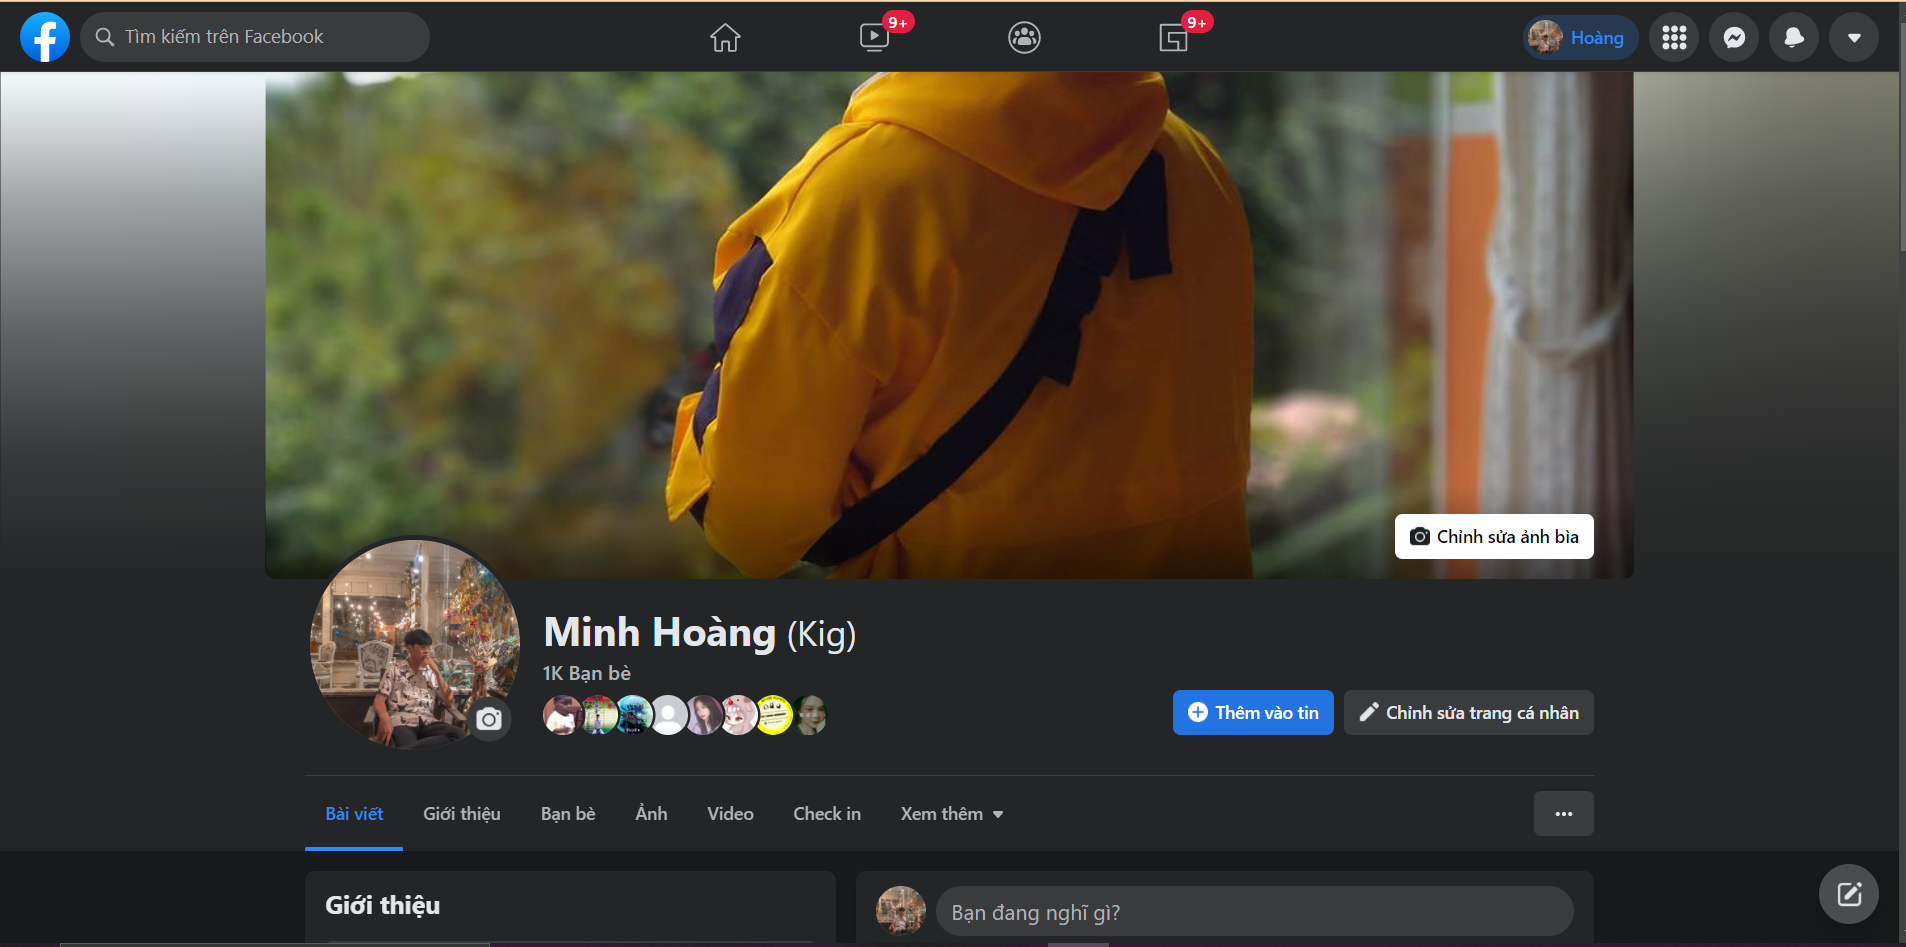 Tìm kiếm trên Facebook
9+
9+
Hoàng
Chỉnh sửa ảnh bìa
Minh Hoàng (Kig)
1K Bạn bè
Thêm vào tin
Chỉnh sửa trang cá nhân
Bài viết
Giới thiệu
Bạn bè
Ảnh
Video
Check in
Xem thêm
Giới thiệu
Bạn đang nghĩ gì?